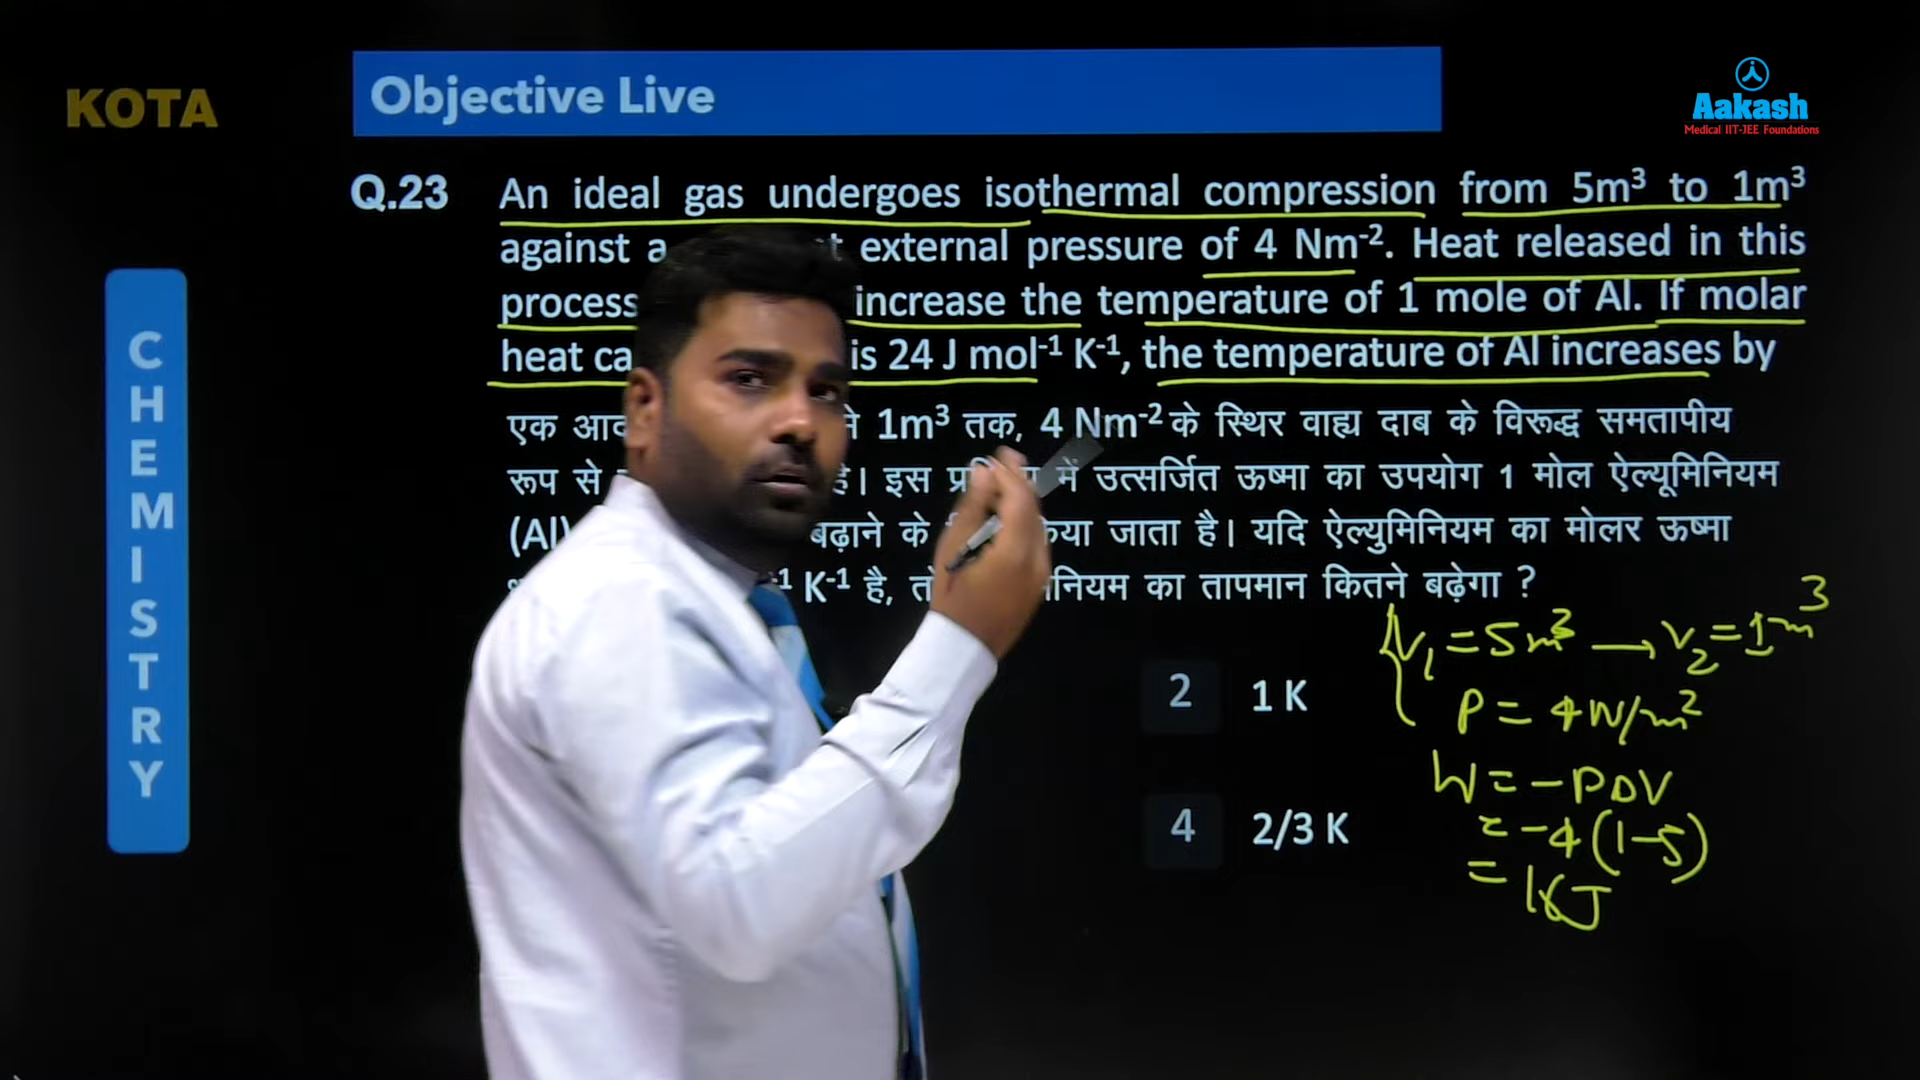 KOTA
Objective Live
Aakash
Medical IIT-JEE Foundations
CHEMISTRY
Q.23 An ideal gas undergoes isothermal compression from 5m³ to 1m³
against a external pressure of 4 Nm⁻². Heat released in this
process increase the temperature of 1 mole of Al. If molar
heat is 24 J mol⁻¹ K⁻¹, the temperature of Al increases by
एक 1m³ तक, 4 Nm⁻² के स्थिर वाह्य दाब के विरूद्ध समतापीय
रूप से है। इस में उत्सर्जित ऊष्मा का उपयोग 1 मोल ऐल्यूमिनियम
(Al) बढ़ाने के किया जाता है। यदि ऐल्युमिनियम का मोलर ऊष्मा
K⁻¹ है, का तापमान कितने बढ़ेगा ?
2 1 K
4 2/3 K
V₁ = 5m³ → V₂ = 1m³
P = 4N/m²
W = -PΔV
= -4(1-5)